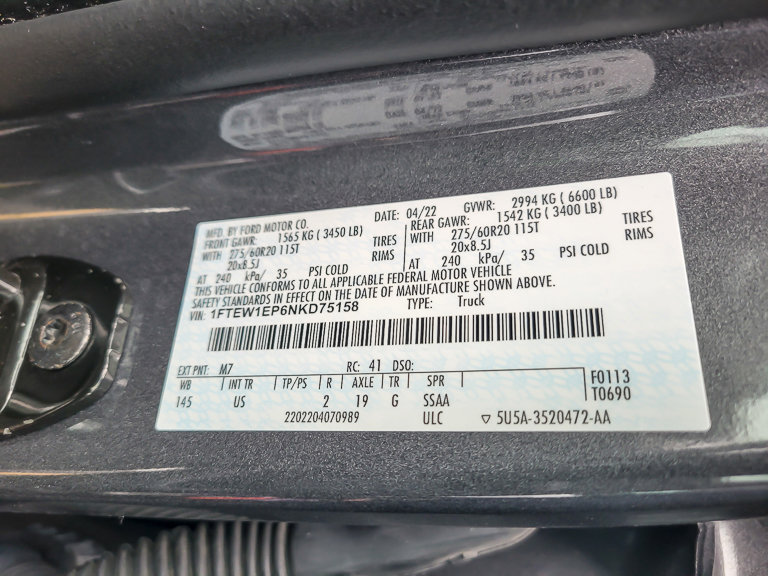 DATE: 04/22 GVWR: 2994 KG ( 6600 LB)
MFD. BY FORD MOTOR CO.
FRONT GAWR: 1565 KG ( 3450 LB)
WITH 275/60R20 115T TIRES
20x8.5J RIMS
AT 240 kPa/ 35 PSI COLD
REAR GAWR: 1542 KG ( 3400 LB)
WITH 275/60R20 115T TIRES
20x8.5J RIMS
AT 240 kPa/ 35 PSI COLD
THIS VEHICLE CONFORMS TO ALL APPLICABLE FEDERAL MOTOR VEHICLE
SAFETY STANDARDS IN EFFECT ON THE DATE OF MANUFACTURE SHOWN ABOVE.
VIN: 1FTEW1EP6NKD75158 TYPE: Truck
EXT PNT: M7 RC: 41 DSO:
WB INT TR TP/PS R AXLE TR SPR
145 US 2 19 G SSAA
F0113
T0690
2202204070989 ULC ▽ 5U5A-3520472-AA